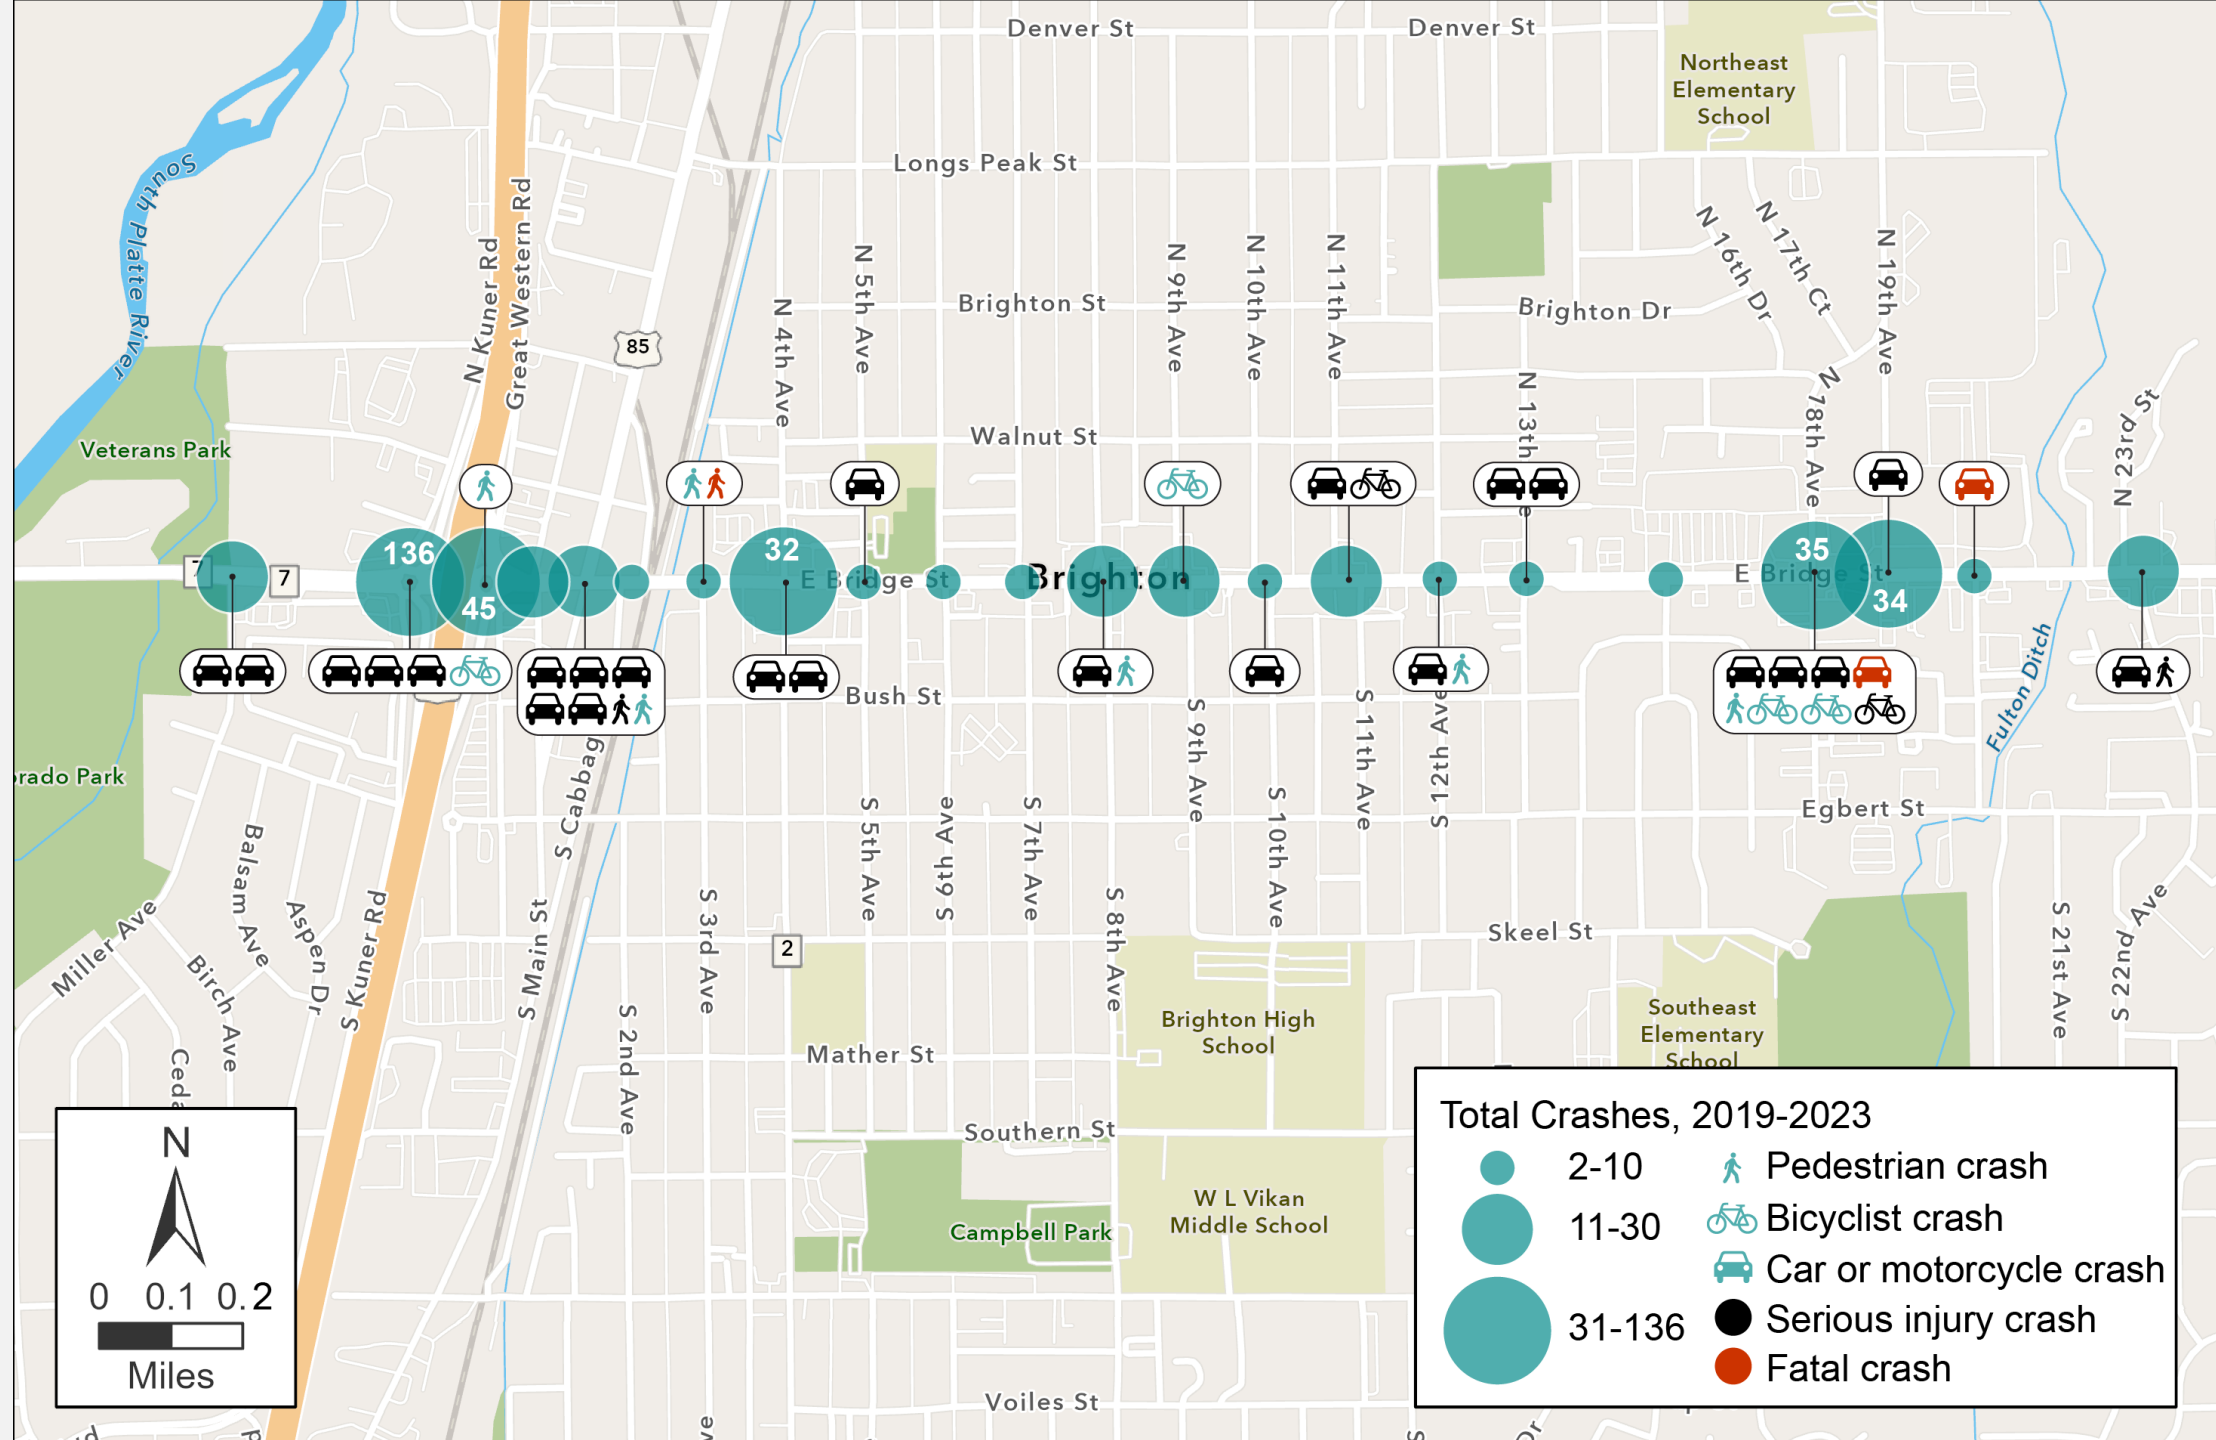 Denver St
Denver St
Northeast
Elementary
School
Longs Peak St
South Platte River
N Kuner Rd
Great Western Rd
85
N 4th Ave
N 5th Ave
Brighton St
N 9th Ave
N 10th Ave
N 11th Ave
Brighton Dr
N 16th Dr
N 17th Ct
N 19th Ave
N 13th
N 18th Ave
N 23rd St
Walnut St
Veterans Park
7
7
136
45
32
E Bridge St
Brighton
35
E Bridge St
34
Bush St
S 9th Ave
S 11th Ave
S 12th Ave
Fulton Ditch
S Cabbag
rado Park
Egbert St
Balsam Ave
Aspen Dr
S Kuner Rd
Miller Ave
Birch Ave
Ceda
S Main St
S 2nd Ave
S 3rd Ave
2
S 5th Ave
S 6th Ave
S 7th Ave
S 8th Ave
S 10th Ave
Skeel St
S 21st Ave
S 22nd Ave
Brighton High
School
Southeast
Elementary
School
Mather St
Southern St
W L Vikan
Middle School
Campbell Park
Voiles St
N
0 0.1 0.2
Miles
Total Crashes, 2019-2023
2-10
11-30
31-136
Pedestrian crash
Bicyclist crash
Car or motorcycle crash
Serious injury crash
Fatal crash